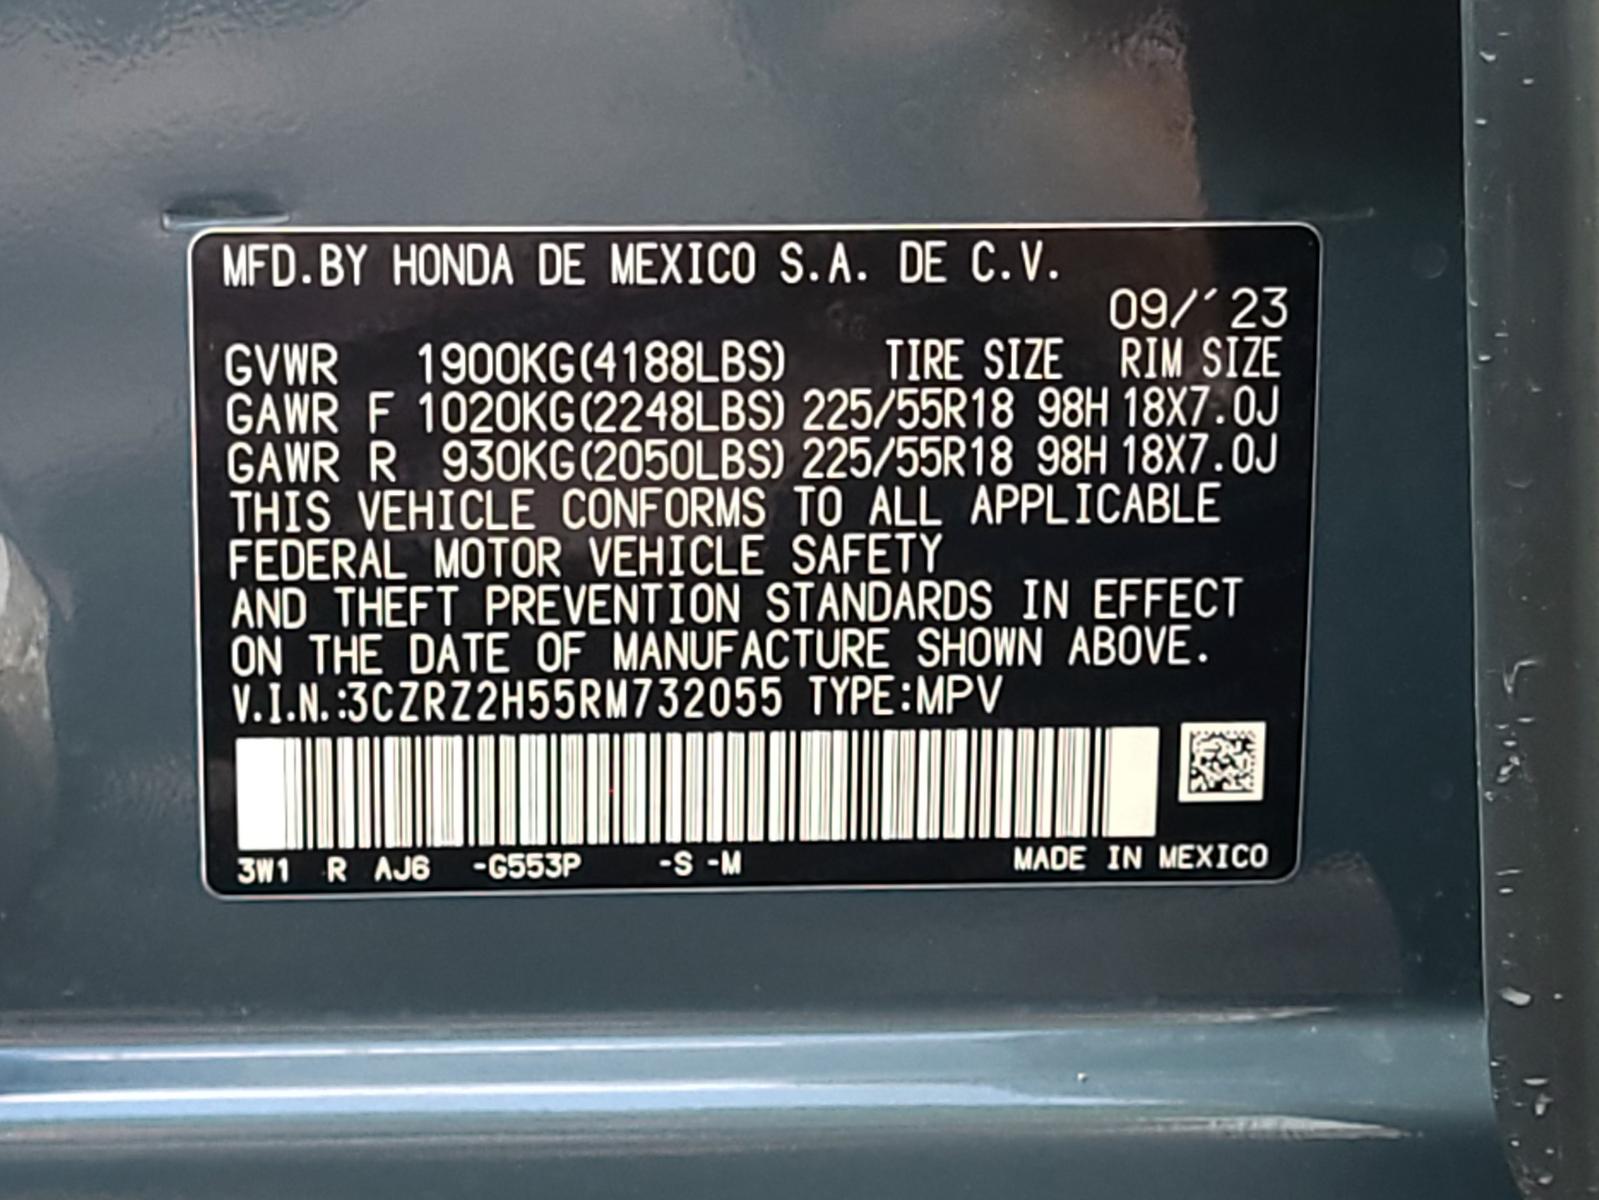 MFD.BY HONDA DE MEXICO S.A. DE C.V.
09/´23
GVWR 1900KG(4188LBS) TIRE SIZE RIM SIZE
GAWR F 1020KG(2248LBS) 225/55R18 98H 18X7.0J
GAWR R 930KG(2050LBS) 225/55R18 98H 18X7.0J
THIS VEHICLE CONFORMS TO ALL APPLICABLE
FEDERAL MOTOR VEHICLE SAFETY
AND THEFT PREVENTION STANDARDS IN EFFECT
ON THE DATE OF MANUFACTURE SHOWN ABOVE.
V.I.N.:3CZRZ2H55RM732055 TYPE:MPV
3W1 R AJ6 -G553P -S -M MADE IN MEXICO